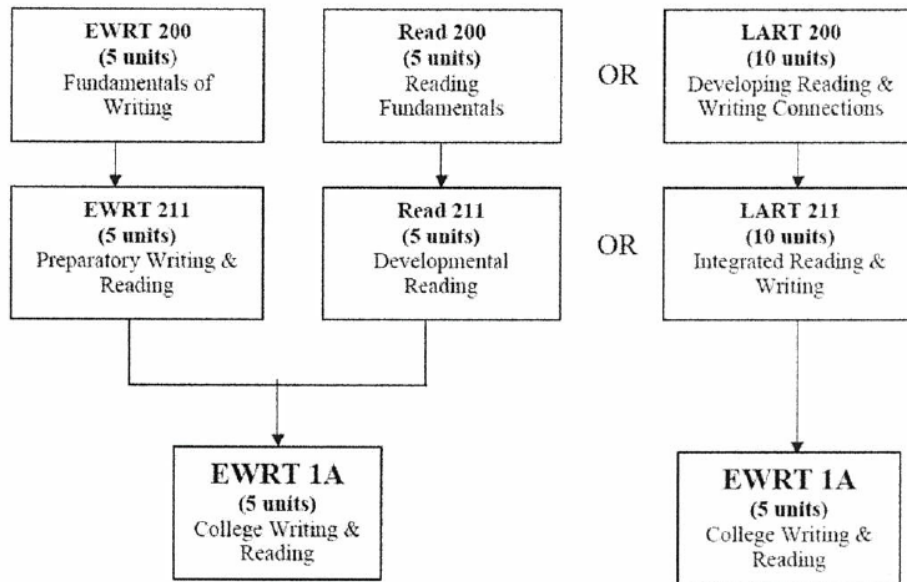 EWRT 200
(5 units)
Fundamentals of
Writing
Read 200
(5 units)
Reading
Fundamentals
OR
LART 200
(10 units)
Developing Reading &
Writing Connections
EWRT 211
(5 units)
Preparatory Writing &
Reading
Read 211
(5 units)
Developmental
Reading
OR
LART 211
(10 units)
Integrated Reading &
Writing
EWRT 1A
(5 units)
College Writing &
Reading
EWRT 1A
(5 units)
College Writing &
Reading